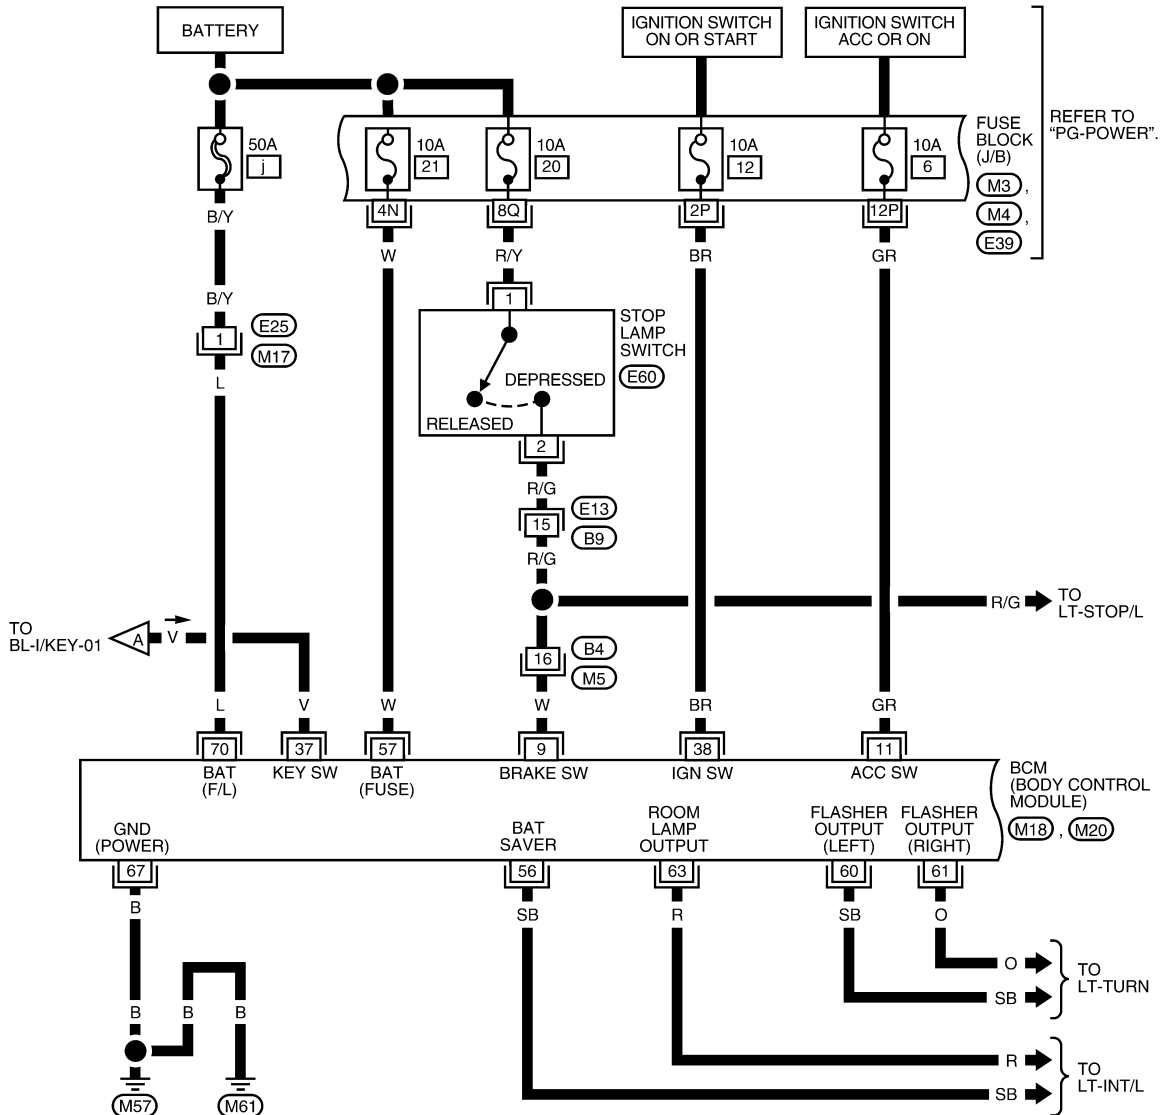 BATTERY
IGNITION SWITCH
ON OR START
IGNITION SWITCH
ACC OR ON
REFER TO
"PG-POWER".
50A
j
10A
21
10A
20
10A
12
10A
6
FUSE
BLOCK
(J/B)
M3 ,
M4 ,
E39
4N
8Q
2P
12P
B/Y
W
R/Y
BR
GR
B/Y
1
E25
M17
L
1
STOP
LAMP
SWITCH
E60
DEPRESSED
RELEASED
2
R/G
15
E13
B9
R/G
R/G
TO
LT-STOP/L
TO
BL-I/KEY-01
A
V
16
B4
M5
L
V
W
W
BR
GR
70
37
57
9
38
11
BAT
(F/L)
KEY SW
BAT
(FUSE)
BRAKE SW
IGN SW
ACC SW
BCM
(BODY CONTROL
MODULE)
M18 , M20
GND
(POWER)
BAT
SAVER
ROOM
LAMP
OUTPUT
FLASHER
OUTPUT
(LEFT)
FLASHER
OUTPUT
(RIGHT)
67
56
63
60
61
B
SB
R
SB
O
O
SB
TO
LT-TURN
B
B
B
R
SB
TO
LT-INT/L
M57
M61